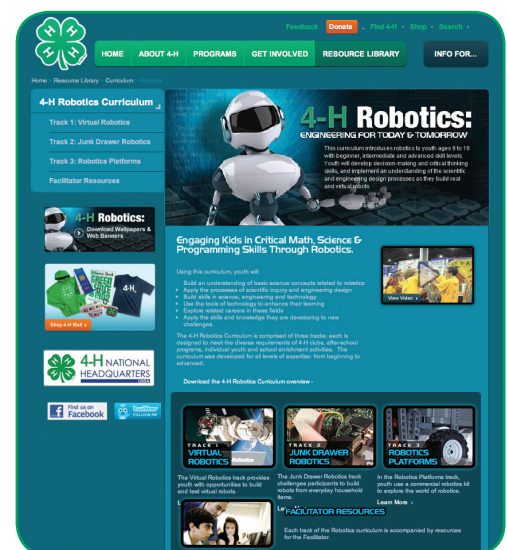 Feedback Donate Find 4-H Shop Search
HOME ABOUT 4-H PROGRAMS GET INVOLVED RESOURCE LIBRARY INFO FOR...
Home Resource Library Curriculum Robotics
4-H Robotics Curriculum
Track 1: Virtual Robotics
Track 2: Junk Drawer Robotics
Track 3: Robotics Platforms
Facilitator Resources
4-H Robotics:
Download Wallpapers &
Web Banners
Shop 4-H Mall
4-H NATIONAL
HEADQUARTERS
USDA
Find us on
Facebook
twitter
FOLLOW ME
4-H Robotics:
ENGINEERING FOR TODAY & TOMORROW
This curriculum introduces robotics to youth ages 8 to 18
with beginner, intermediate and advanced skill levels.
Youth will develop decision-making and critical thinking
skills, and implement an understanding of the scientific
and engineering design processes as they build real
and virtual robots.
Engaging Kids in Critical Math, Science &
Programming Skills Through Robotics.
View Video
Using this curriculum, youth will:
Build an understanding of basic science concepts related to robotics
• Apply the processes of scientific inquiry and engineering design
• Build skills in science, engineering and technology
• Use the tools of technology to enhance their learning
• Explore related careers in these fields
• Apply the skills and knowledge they are developing to new
challenges.
The 4-H Robotics Curriculum is comprised of three tracks; each is
designed to meet the diverse requirements of 4-H clubs, after-school
programs, individual youth and school enrichment activities. The
curriculum was developed for all levels of expertise: from beginning to
advanced.
Download the 4-H Robotics Curriculum overview ›
TRACK 1
VIRTUAL
ROBOTICS
The Virtual Robotics track provides
youth with opportunities to build
and test virtual robots.
TRACK 2
JUNK DRAWER
ROBOTICS
The Junk Drawer Robotics track
challenges participants to build
robots from everyday household
items.
TRACK 3
ROBOTICS
PLATFORMS
In the Robotics Platforms track,
youth use a commercial robotics kit
to explore the world of robotics.
Learn More ›
FACILITATOR RESOURCES
Each track of the Robotics curriculum is accompanied by resources
for the Facilitator.